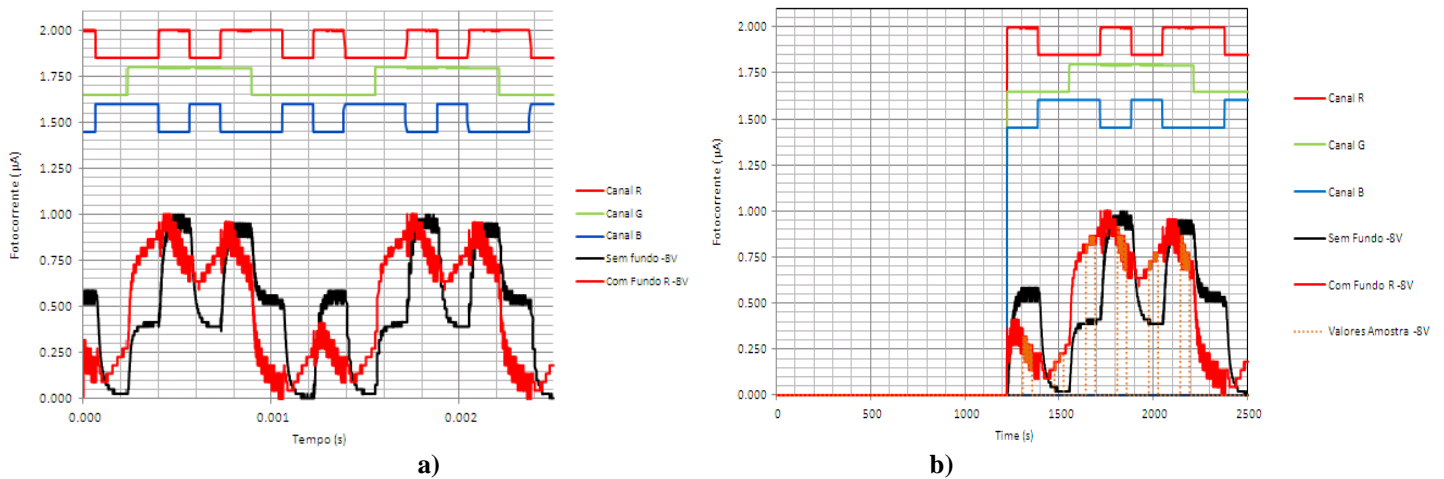 Fotocorrente (µA)
2.000
1.750
1.500
1.250
1.000
0.750
0.500
0.250
0.000
0.000
0.001
0.002
Tempo (s)
Canal R
Canal G
Canal B
Sem Fundo -8V
Com Fundo R -8V
a)
Fotocorrente (µA)
2.000
1.750
1.500
1.250
1.000
0.750
0.500
0.250
0.000
0
500
1000
1500
2000
2500
Time (s)
Canal R
Canal G
Canal B
Sem Fundo -8V
Com Fundo R -8V
Valores Amostra -8V
b)